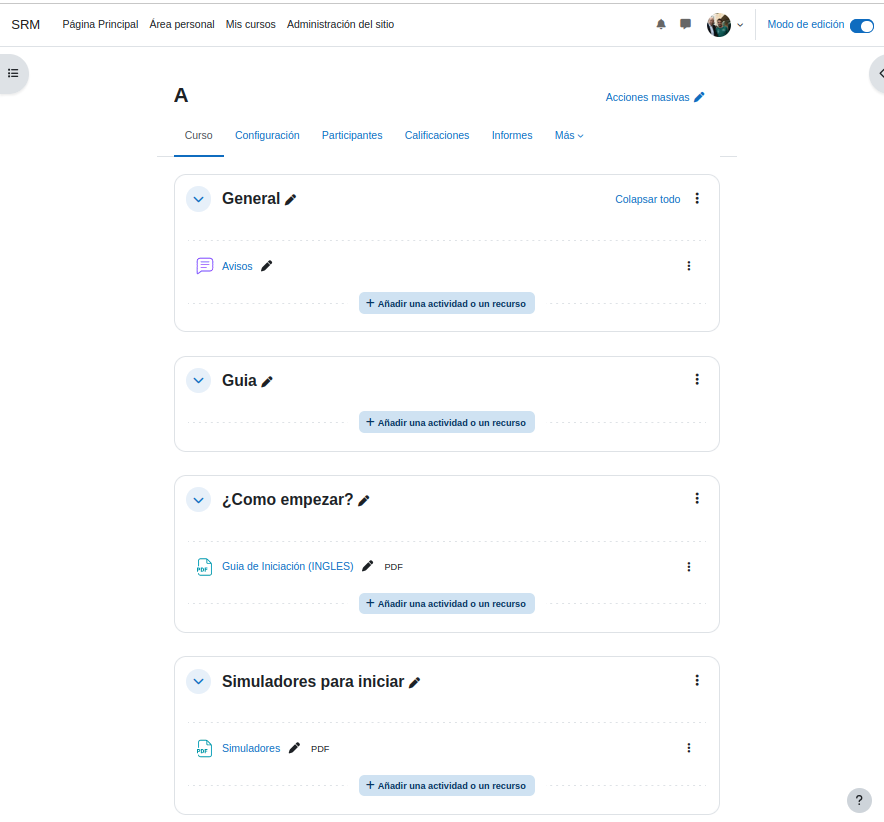 SRM Página Principal Área personal Mis cursos Administración del sitio Modo de edición
A
Acciones masivas
Curso Configuración Participantes Calificaciones Informes Más
General
Colapsar todo
Avisos
+ Añadir una actividad o un recurso
Guia
+ Añadir una actividad o un recurso
¿Como empezar?
PDF Guia de Iniciación (INGLES) PDF
+ Añadir una actividad o un recurso
Simuladores para iniciar
PDF Simuladores PDF
+ Añadir una actividad o un recurso
?